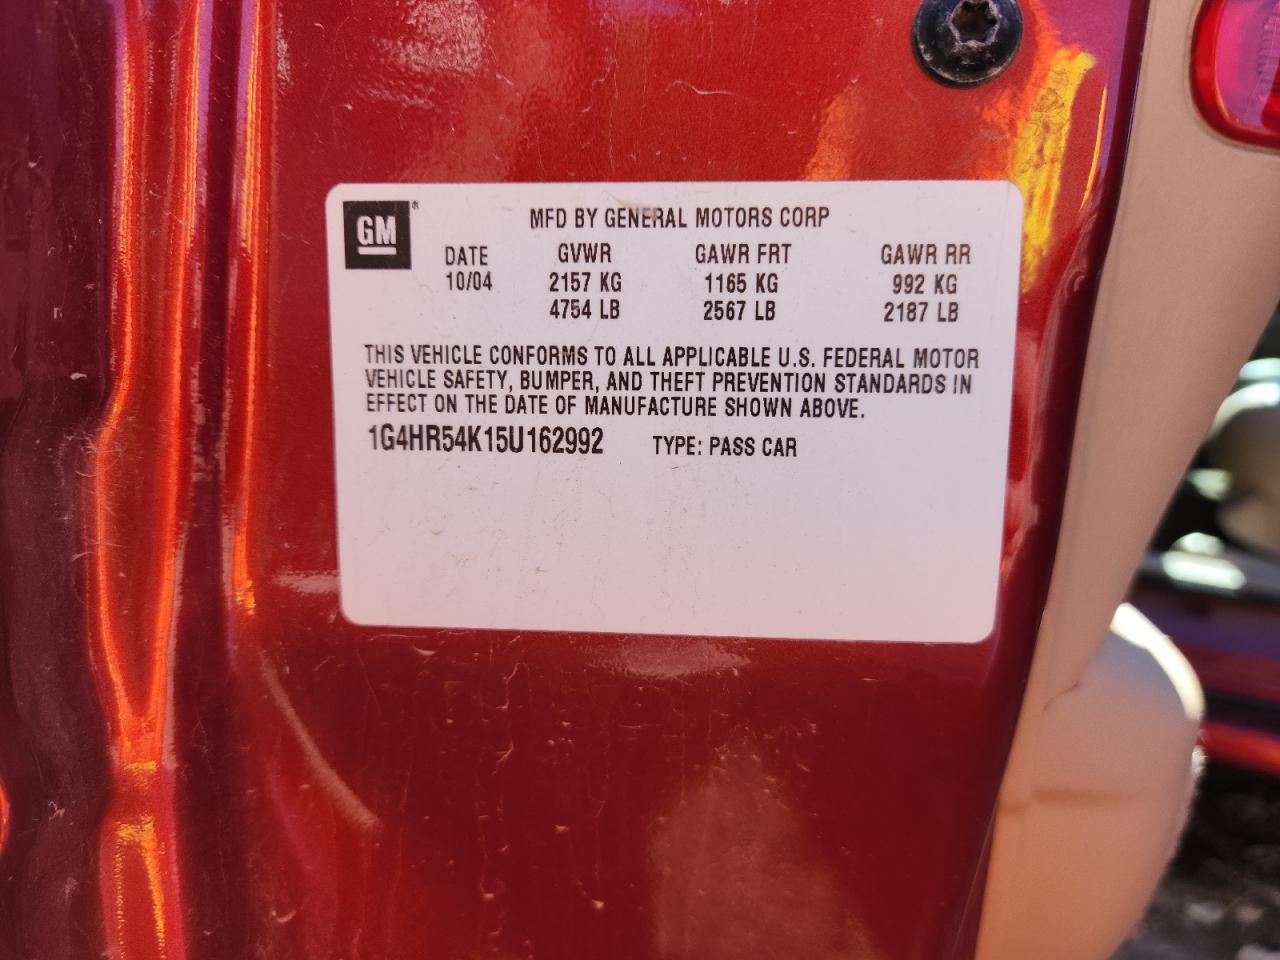 GM®
MFD BY GENERAL MOTORS CORP
DATE GVWR GAWR FRT GAWR RR
10/04 2157 KG 1165 KG 992 KG
4754 LB 2567 LB 2187 LB
THIS VEHICLE CONFORMS TO ALL APPLICABLE U.S. FEDERAL MOTOR
VEHICLE SAFETY, BUMPER, AND THEFT PREVENTION STANDARDS IN
EFFECT ON THE DATE OF MANUFACTURE SHOWN ABOVE.
1G4HR54K15U162992 TYPE: PASS CAR